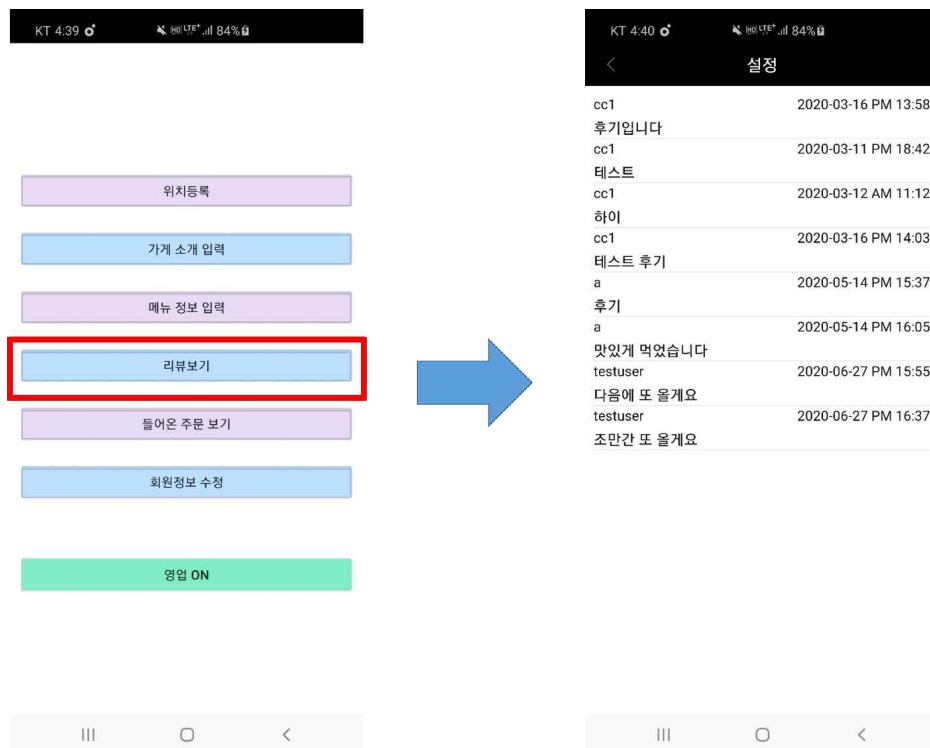 KT 4:39
LTE+ 84%
위치등록
가게 소개 입력
메뉴 정보 입력
리뷰보기
들어온 주문 보기
회원정보 수정
영업 ON
KT 4:40
LTE+ 84%
설정
cc1 2020-03-16 PM 13:58
후기입니다
cc1 2020-03-11 PM 18:42
테스트
cc1 2020-03-12 AM 11:12
하이
cc1 2020-03-16 PM 14:03
테스트 후기
a 2020-05-14 PM 15:37
후기
a 2020-05-14 PM 16:05
맛있게 먹었습니다
testuser 2020-06-27 PM 15:55
다음에 또 올게요
testuser 2020-06-27 PM 16:37
조만간 또 올게요